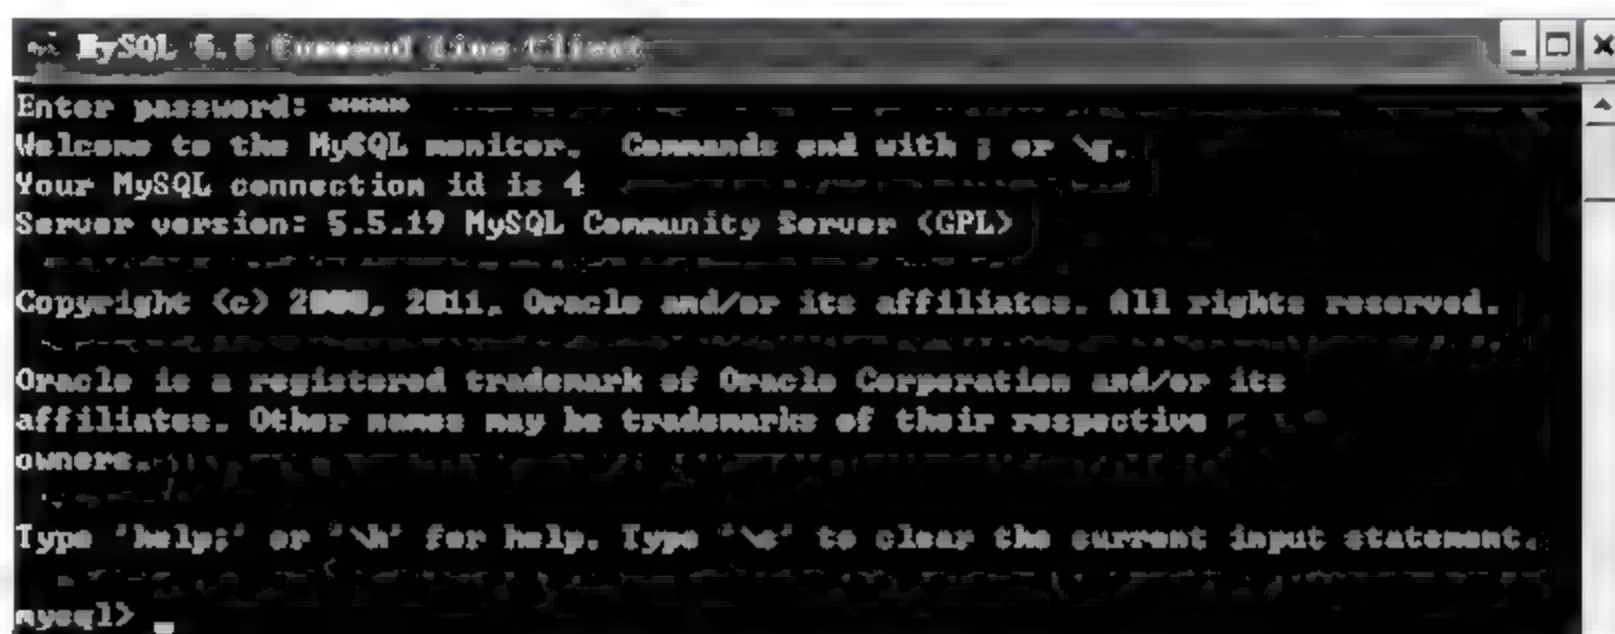 MySQL 5.5 Command Line Client
Enter password: ****
Welcome to the MySQL monitor.  Commands end with ; or \g.
Your MySQL connection id is 4
Server version: 5.5.19 MySQL Community Server (GPL)
Copyright (c) 2000, 2011, Oracle and/or its affiliates. All rights reserved.
Oracle is a registered trademark of Oracle Corporation and/or its
affiliates. Other names may be trademarks of their respective
owners.
Type 'help;' or '\h' for help. Type '\c' to clear the current input statement.
mysql> _